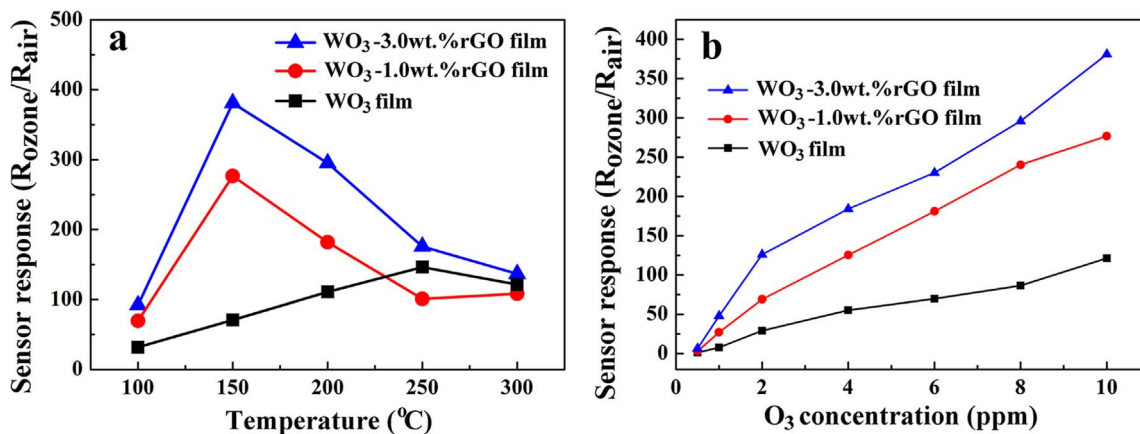 a
Sensor response (Rozone/Rair)
500
400
300
200
100
0
WO₃-3.0wt.%rGO film
WO₃-1.0wt.%rGO film
WO₃ film
100 150 200 250 300
Temperature (⁰C)
b
Sensor response (Rozone/Rair)
400
350
300
250
200
150
100
50
0
WO₃-3.0wt.%rGO film
WO₃-1.0wt.%rGO film
WO₃ film
0 2 4 6 8 10
O₃ concentration (ppm)